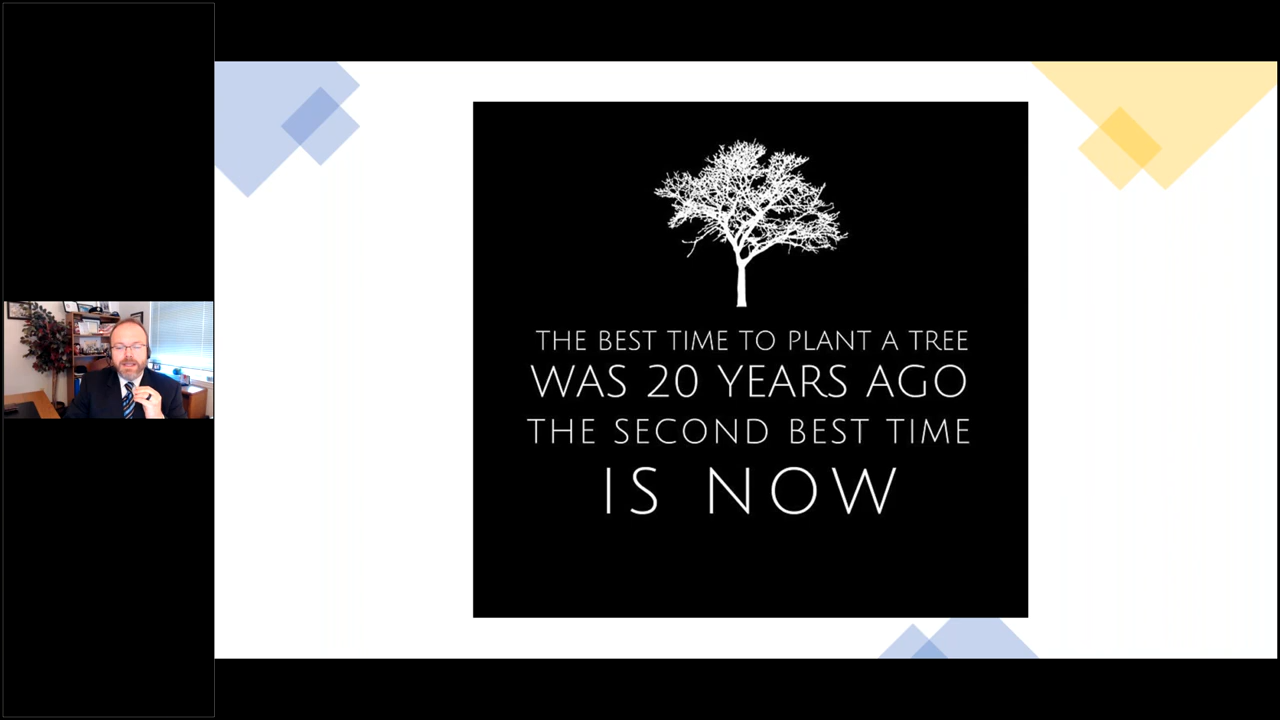 THE BEST TIME TO PLANT A TREE
WAS 20 YEARS AGO
THE SECOND BEST TIME
IS NOW